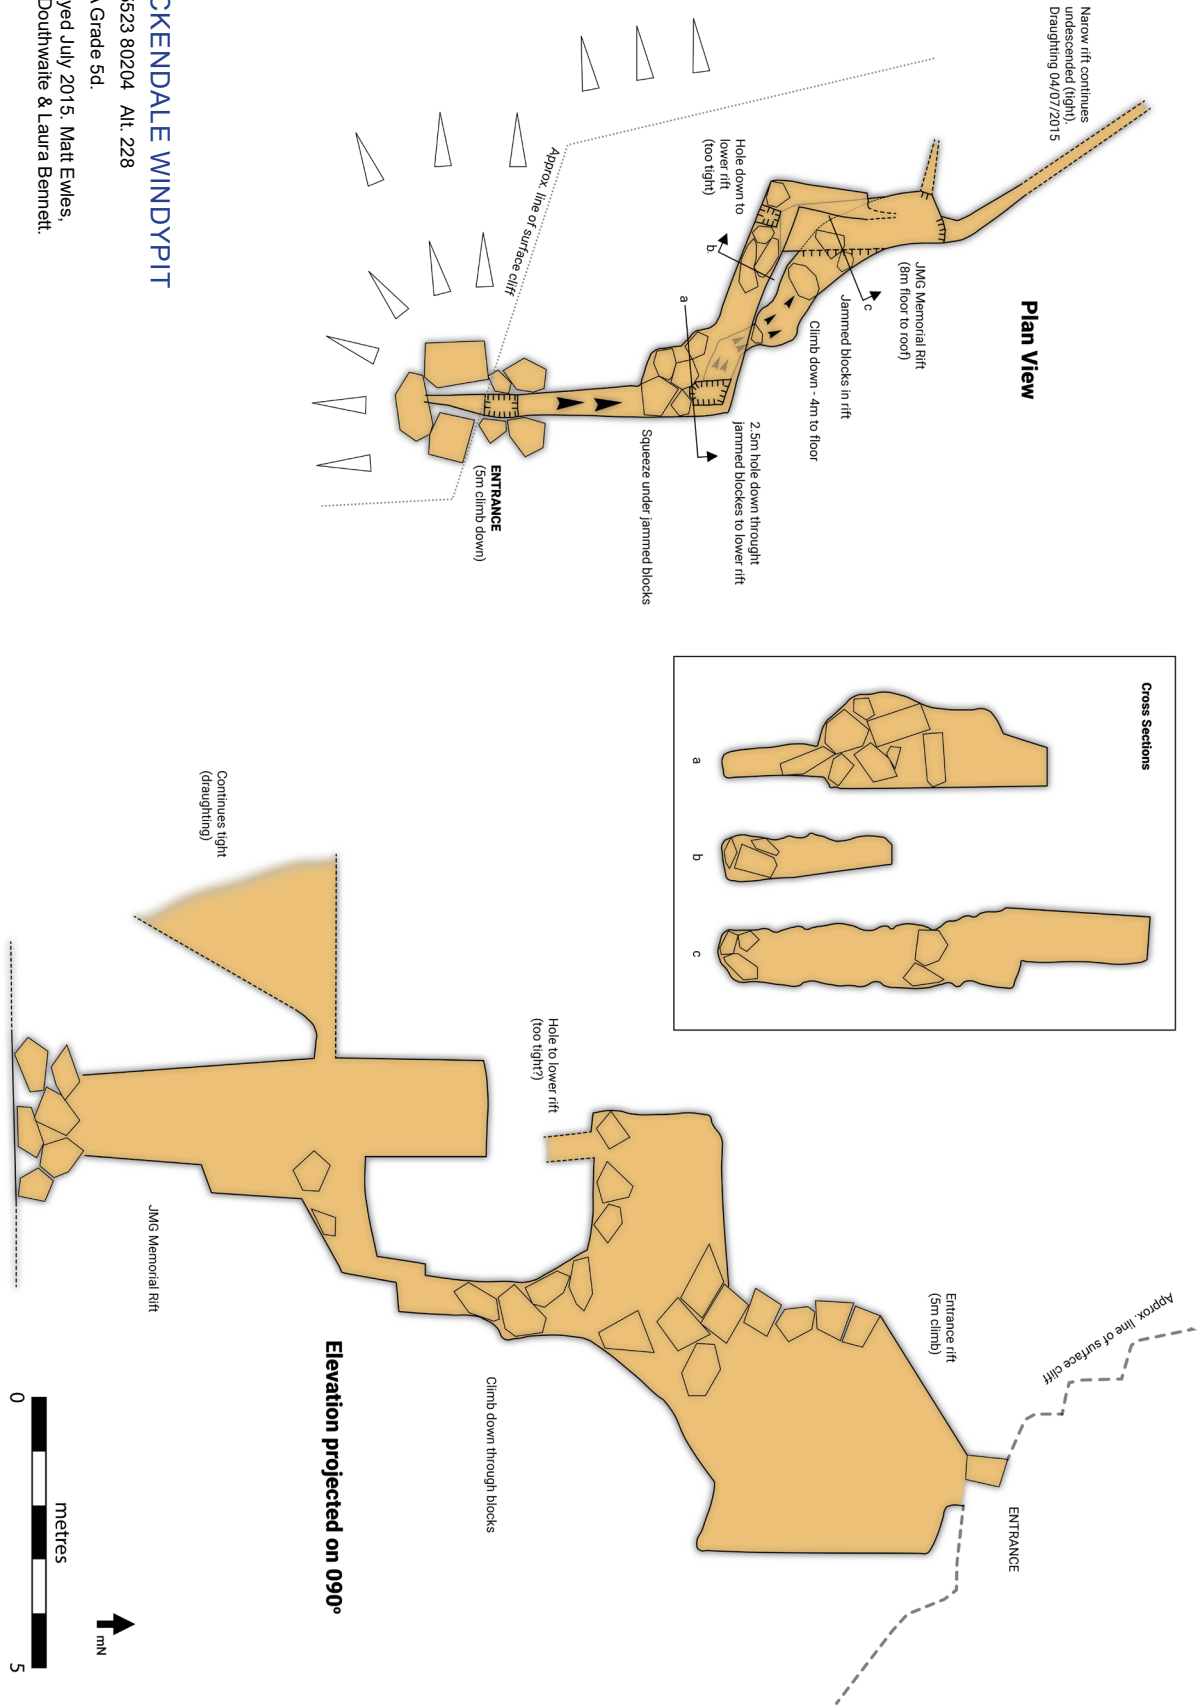 CKENDALE WINDYPIT
523 80204 Alt. 228
Grade 5d.
yed July 2015. Matt Ewles,
Douthwaite & Laura Bennett.
Plan View
Narow rift continues
undescended (tight).
Draughting 04/07/2015
JMG Memorial Rift
(8m floor to roof)
Jammed blocks in rift
Climb down - 4m to floor
Hole down to
lower rift
(too tight)
b.
c
a
2.5m hole down throught
jammed blockes to lower rift
Squeeze under jammed blocks
Approx. line of surface cliff
ENTRANCE
(5m climb down)
Cross Sections
a
b
c
Approx. line of surface cliff
ENTRANCE
Entrance rift
(5m climb)
Hole to lower rift
(too tight?)
Climb down through blocks
Continues tight
(draughting)
JMG Memorial Rift
Elevation projected on 090º
0
metres
5
mN